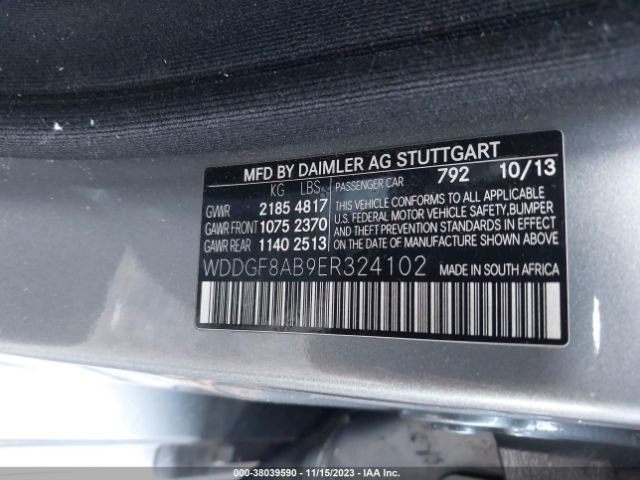 MFD BY DAIMLER AG STUTTGART
KG LBS PASSENGER CAR 792 10/13
GVWR 2185 4817
GAWR FRONT 1075 2370
GAWR REAR 1140 2513
THIS VEHICLE CONFORMS TO ALL APPLICABLE
U.S. FEDERAL MOTOR VEHICLE SAFETY, BUMPER
AND THEFT PREVENTION STANDARDS IN EFFECT
ON THE DATE OF MANUFACTURE SHOWN ABOVE.
WDDGF8AB9ER324102 MADE IN SOUTH AFRICA
000-38039590 - 11/15/2023 - IAA Inc.